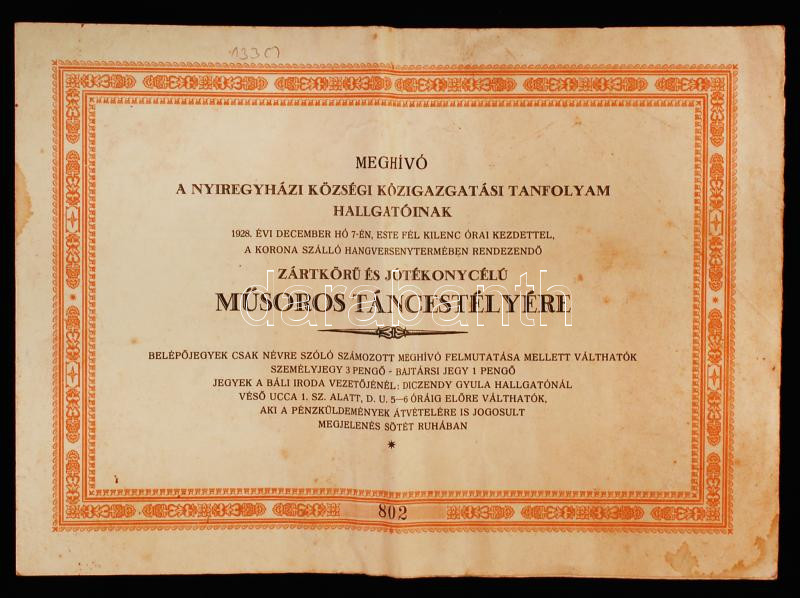 1330
MEGHÍVÓ
A NYIREGYHÁZI KÖZSÉGI KÖZIGAZGATÁSI TANFOLYAM
HALLGATÓINAK
1928. ÉVI DECEMBER HÓ 7-ÉN, ESTE FÉL KILENC ÓRAI KEZDETTEL,
A KORONA SZÁLLÓ HANGVERSENYTERMÉBEN RENDEZENDŐ
ZÁRTKÖRŰ ÉS JÓTÉKONYCÉLÚ
darabanth
MŰSOROS TÁNCESTÉLYÉRE
BELÉPŐJEGYEK CSAK NÉVRE SZÓLÓ SZÁMOZOTT MEGHÍVÓ FELMUTATÁSA MELLETT VÁLTHATÓK
SZEMÉLYJEGY 3 PENGŐ - BAJTÁRSI JEGY 1 PENGŐ
JEGYEK A BÁLI IRODA VEZETŐJÉNÉL: DICZENDY GYULA HALLGATÓNÁL
VÉSŐ UCCA 1. SZ. ALATT, D. U. 5—6 ÓRÁIG ELŐRE VÁLTHATÓK,
AKI A PÉNZKÜLDEMÉNYEK ÁTVÉTELÉRE IS JOGOSULT
MEGJELENÉS SÖTÉT RUHÁBAN
*
802